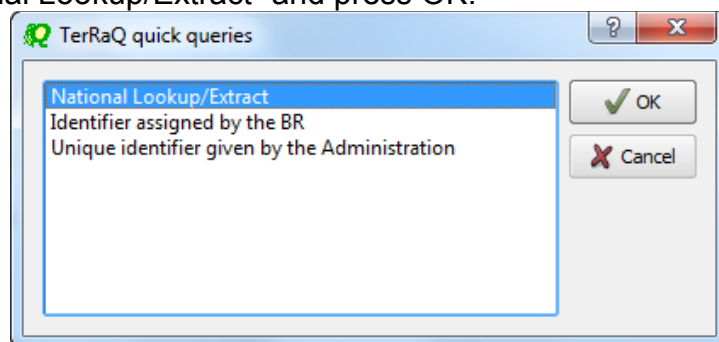 nal Lookup/Extract" and press OK.
TerRaQ quick queries
National Lookup/Extract
Identifier assigned by the BR
Unique identifier given by the Administration
OK
Cancel